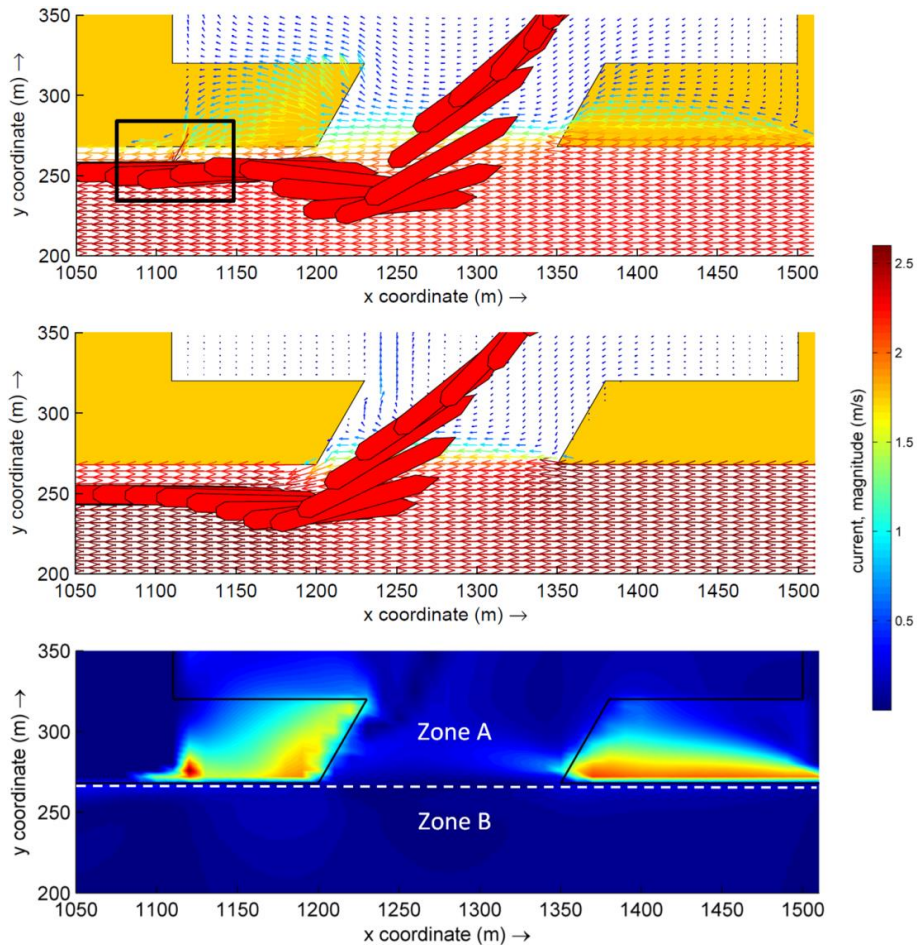 350
300
250
200
y coordinate (m) →
1050 1100 1150 1200 1250 1300 1350 1400 1450 1500
x coordinate (m) →
350
300
250
200
y coordinate (m) →
1050 1100 1150 1200 1250 1300 1350 1400 1450 1500
x coordinate (m) →
2.5
2
1.5
1
0.5
current, magnitude (m/s)
350
300
250
200
y coordinate (m) →
Zone A
Zone B
1050 1100 1150 1200 1250 1300 1350 1400 1450 1500
x coordinate (m) →